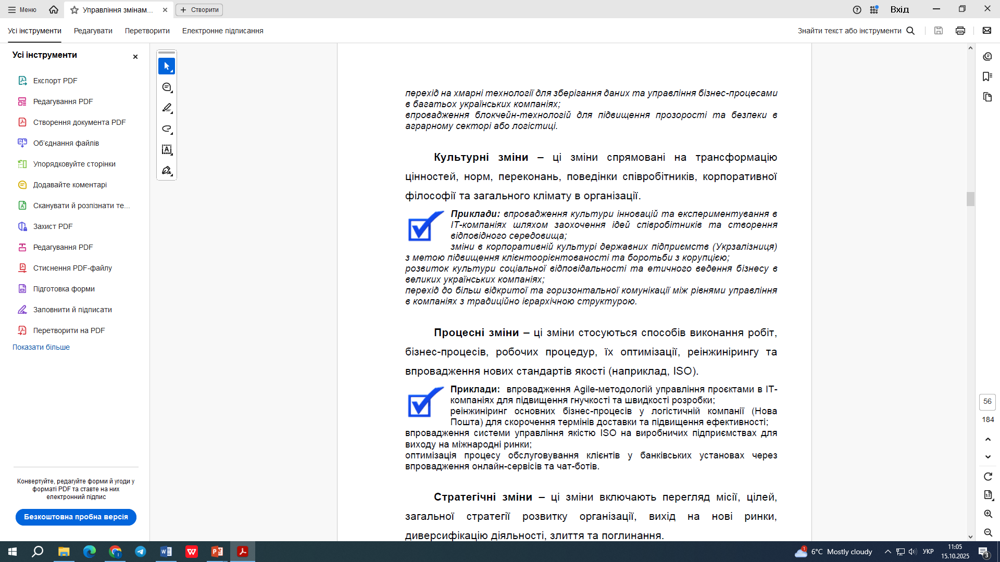 Меню
Управління змінам...
Створити
Вхід
Усі інструменти
Редагувати
Перетворити
Електронне підписання
Знайти текст або інструменти
Усі інструменти
Експорт PDF
Редагування PDF
Створення документа PDF
Об’єднання файлів
Упорядковуйте сторінки
Додавайте коментарі
Сканувати й розпізнати те...
Захист PDF
Редагування PDF
Стиснення PDF-файлу
Підготовка форми
Заповнити й підписати
Перетворити на PDF
Показати більше
Конвертуйте, редагуйте форми й угоди у
форматі PDF та ставте на них
електронний підпис
Безкоштовна пробна версія
перехід на хмарні технології для зберігання даних та управління бізнес-процесами
в багатьох українських компаніях;
впровадження блокчейн-технологій для підвищення прозорості та безпеки в
аграрному секторі або логістиці.
Культурні зміни – ці зміни спрямовані на трансформацію
цінностей, норм, переконань, поведінки співробітників, корпоративної
філософії та загального клімату в організації.
Приклади: впровадження культури інновацій та експериментування в
ІТ-компаніях шляхом заохочення ідей співробітників та створення
відповідного середовища;
зміни в корпоративній культурі державних підприємств (Укрзалізниця)
з метою підвищення клієнтоорієнтованості та боротьби з корупцією;
розвиток культури соціальної відповідальності та етичного ведення бізнесу в
великих українських компаніях;
перехід до більш відкритої та горизонтальної комунікації між рівнями управління
в компаніях з традиційно ієрархічною структурою.
Процесні зміни – ці зміни стосуються способів виконання робіт,
бізнес-процесів, робочих процедур, їх оптимізації, реінжинірингу та
впровадження нових стандартів якості (наприклад, ISO).
Приклади: впровадження Agile-методологій управління проєктами в ІТ-
компаніях для підвищення гнучкості та швидкості розробки;
реінжиніринг основних бізнес-процесів у логістичній компанії (Нова
Пошта) для скорочення термінів доставки та підвищення ефективності;
впровадження системи управління якістю ISO на виробничих підприємствах для
виходу на міжнародні ринки;
оптимізація процесу обслуговування клієнтів у банківських установах через
впровадження онлайн-сервісів та чат-ботів.
Стратегічні зміни – ці зміни включають перегляд місії, цілей,
загальної стратегії розвитку організації, вихід на нові ринки,
диверсифікацію діяльності, злиття та поглинання.
56
184
1
6°C Mostly cloudy
УКР
11:05
15.10.2025
3